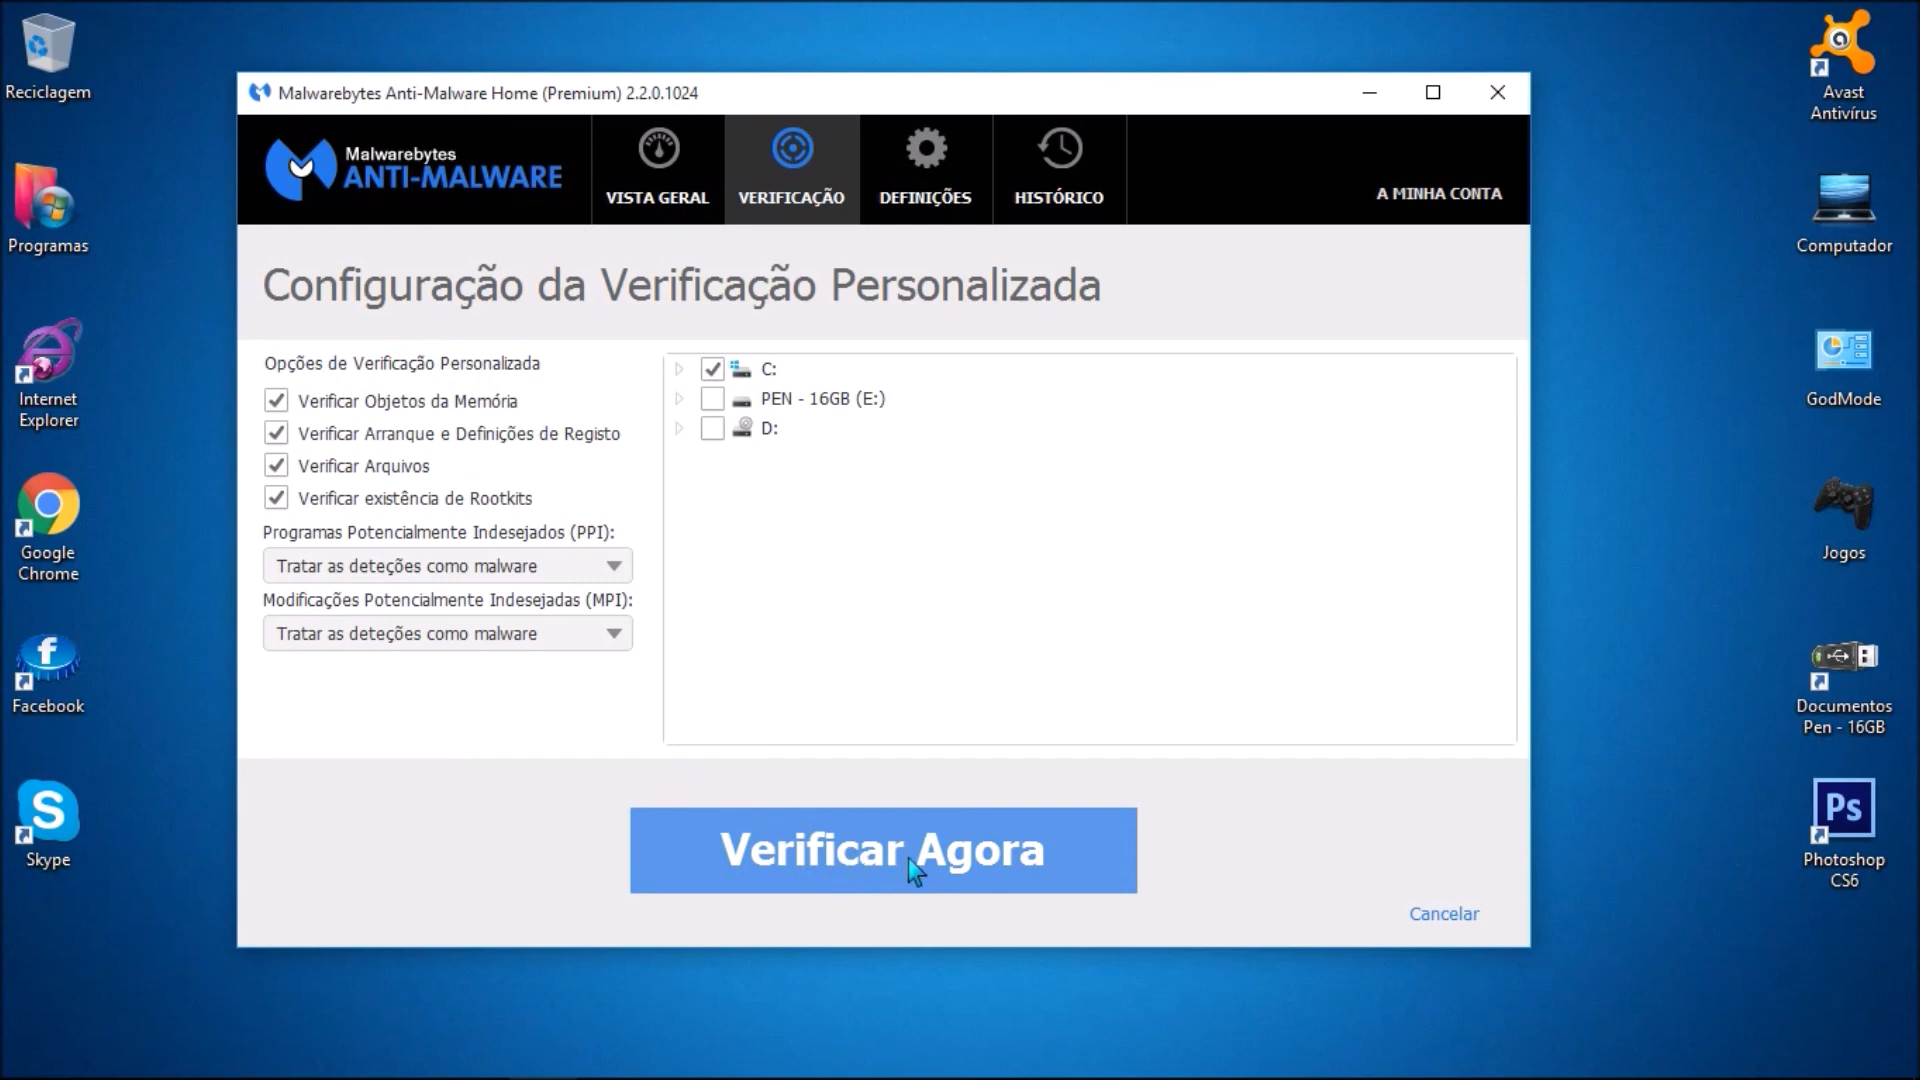 Reciclagem
Programas
Internet
Explorer
Google
Chrome
Facebook
Skype
Malwarebytes Anti-Malware Home (Premium) 2.2.0.1024
Malwarebytes
ANTI-MALWARE
VISTA GERAL
VERIFICAÇÃO
DEFINIÇÕES
HISTÓRICO
A MINHA CONTA
Configuração da Verificação Personalizada
Opções de Verificação Personalizada
Verificar Objetos da Memória
Verificar Arranque e Definições de Registo
Verificar Arquivos
Verificar existência de Rootkits
Programas Potencialmente Indesejados (PPI):
Tratar as deteções como malware
Modificações Potencialmente Indesejadas (MPI):
Tratar as deteções como malware
C:
PEN - 16GB (E:)
D:
Verificar Agora
Cancelar
Avast
Antivírus
Computador
GodMode
Jogos
Documentos
Pen - 16GB
Ps
Photoshop
CS6